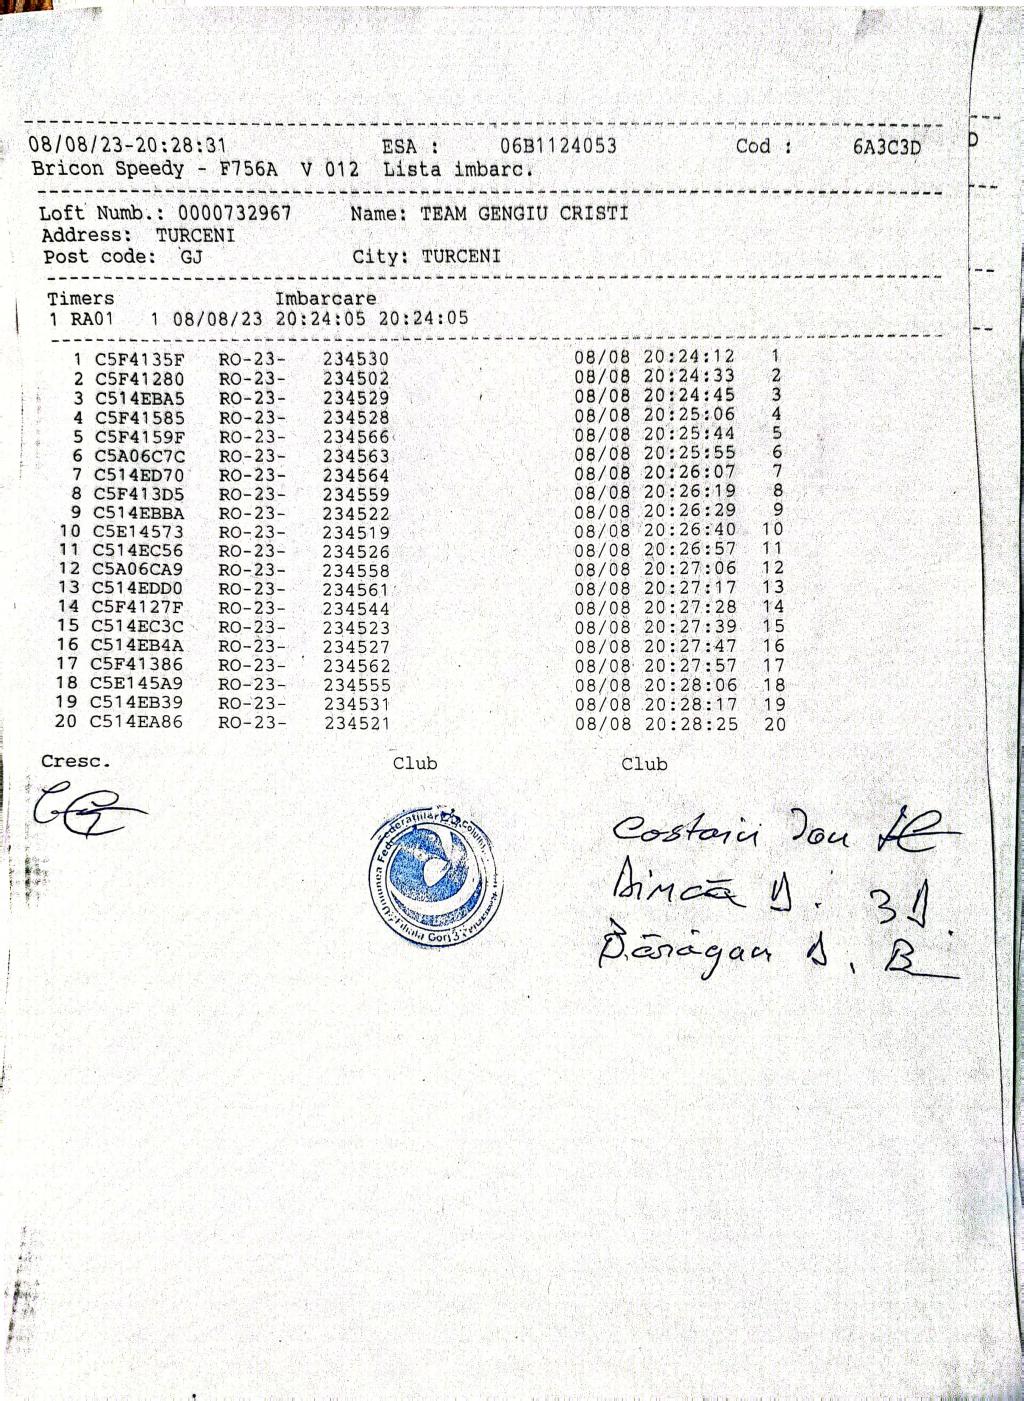 08/08/23-20:28:31 ESA : 06B1124053 Cod : 6A3C3D
Bricon Speedy - F756A V 012 Lista imbarc.
Loft Numb.: 0000732967 Name: TEAM GENGIU CRISTI
Address: TURCENI
Post code: GJ City: TURCENI
Timers Imbarcare
1 RA01 1 08/08/23 20:24:05 20:24:05
1 C5F4135F RO-23- 234530 08/08 20:24:12 1
2 C5F41280 RO-23- 234502 08/08 20:24:33 2
3 C514EBA5 RO-23- 234529 08/08 20:24:45 3
4 C5F41585 RO-23- 234528 08/08 20:25:06 4
5 C5F4159F RO-23- 234566 08/08 20:25:44 5
6 C5A06C7C RO-23- 234563 08/08 20:25:55 6
7 C514ED70 RO-23- 234564 08/08 20:26:07 7
8 C5F413D5 RO-23- 234559 08/08 20:26:19 8
9 C514EBBA RO-23- 234522 08/08 20:26:29 9
10 C5E14573 RO-23- 234519 08/08 20:26:40 10
11 C514EC56 RO-23- 234526 08/08 20:26:57 11
12 C5A06CA9 RO-23- 234558 08/08 20:27:06 12
13 C514EDD0 RO-23- 234561 08/08 20:27:17 13
14 C5F4127F RO-23- 234544 08/08 20:27:28 14
15 C514EC3C RO-23- 234523 08/08 20:27:39 15
16 C514EB4A RO-23- 234527 08/08 20:27:47 16
17 C5F41386 RO-23- 234562 08/08 20:27:57 17
18 C5E145A9 RO-23- 234555 08/08 20:28:06 18
19 C514EB39 RO-23- 234531 08/08 20:28:17 19
20 C514EA86 RO-23- 234521 08/08 20:28:25 20
Cresc. Club Club
Uniunea Federatiilor
Filiala Gorj
Ion
D.
D.